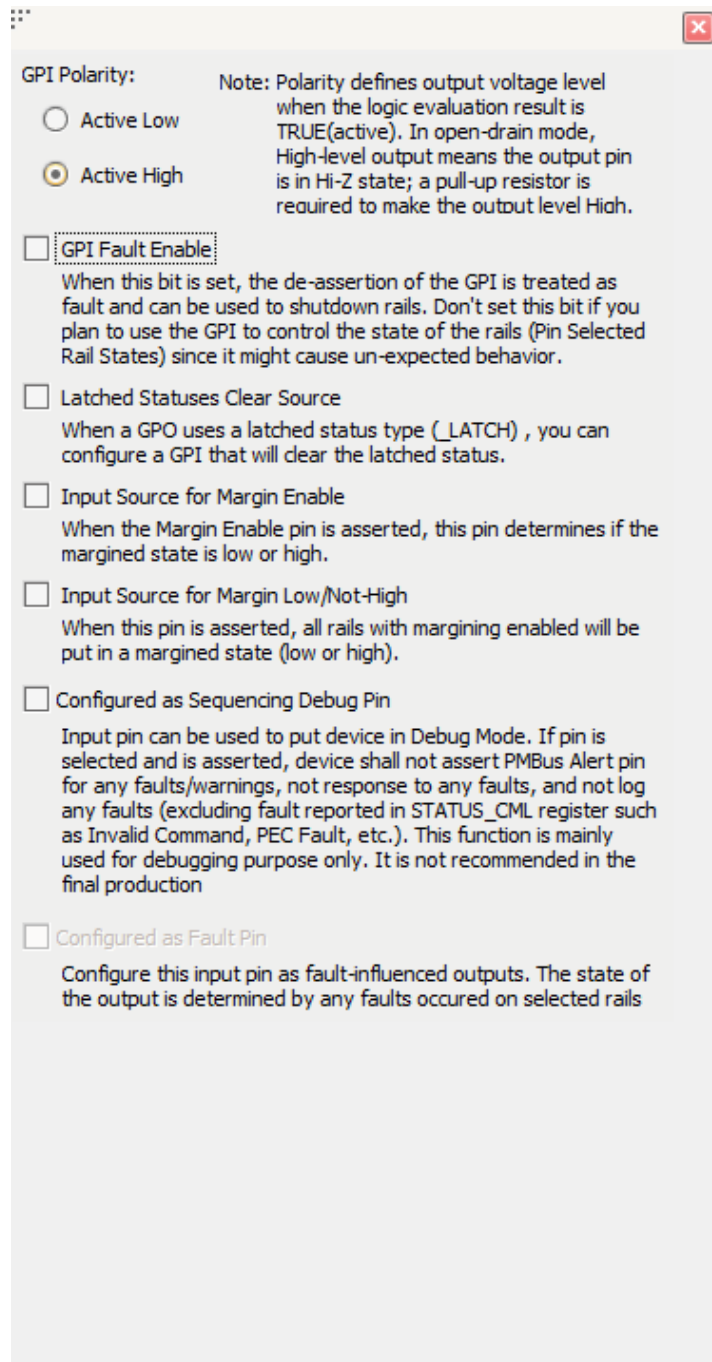 GPI Polarity:
Note: Polarity defines output voltage level
when the logic evaluation result is
Active Low
TRUE(active). In open-drain mode,
High-level output means the output pin
Active High
is in Hi-Z state; a pull-up resistor is
required to make the output level High.
GPI Fault Enable
When this bit is set, the de-assertion of the GPI is treated as
fault and can be used to shutdown rails. Don't set this bit if you
plan to use the GPI to control the state of the rails (Pin Selected
Rail States) since it might cause un-expected behavior.
Latched Statuses Clear Source
When a GPO uses a latched status type (_LATCH) , you can
configure a GPI that will clear the latched status.
Input Source for Margin Enable
When the Margin Enable pin is asserted, this pin determines if the
margined state is low or high.
Input Source for Margin Low/Not-High
When this pin is asserted, all rails with margining enabled will be
put in a margined state (low or high).
Configured as Sequencing Debug Pin
Input pin can be used to put device in Debug Mode. If pin is
selected and is asserted, device shall not assert PMBus Alert pin
for any faults/warnings, not response to any faults, and not log
any faults (excluding fault reported in STATUS_CML register such
as Invalid Command, PEC Fault, etc.). This function is mainly
used for debugging purpose only. It is not recommended in the
final production
Configured as Fault Pin
Configure this input pin as fault-influenced outputs. The state of
the output is determined by any faults occured on selected rails